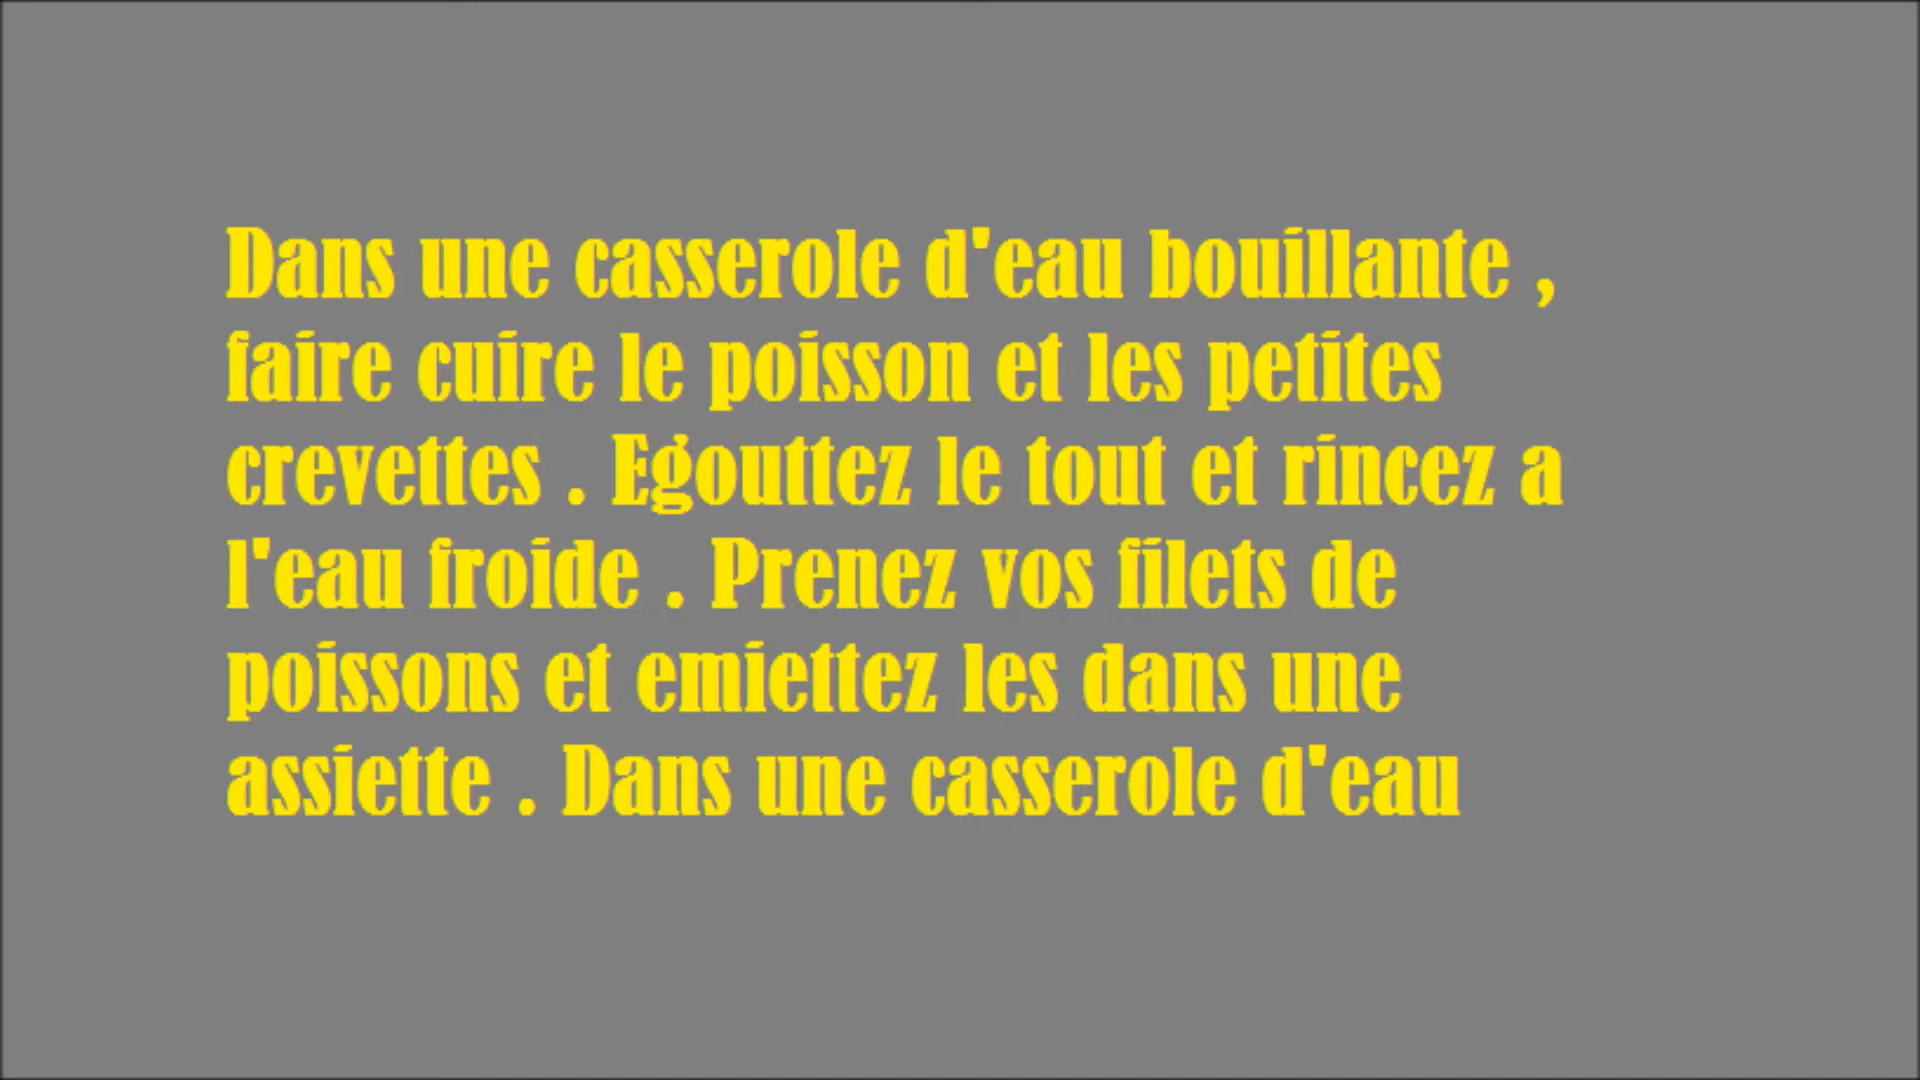 Dans une casserole d'eau bouillante ,
faire cuire le poisson et les petites
crevettes . Egouttez le tout et rincez a
l'eau froide . Prenez vos filets de
poissons et emiettez les dans une
assiette . Dans une casserole d'eau